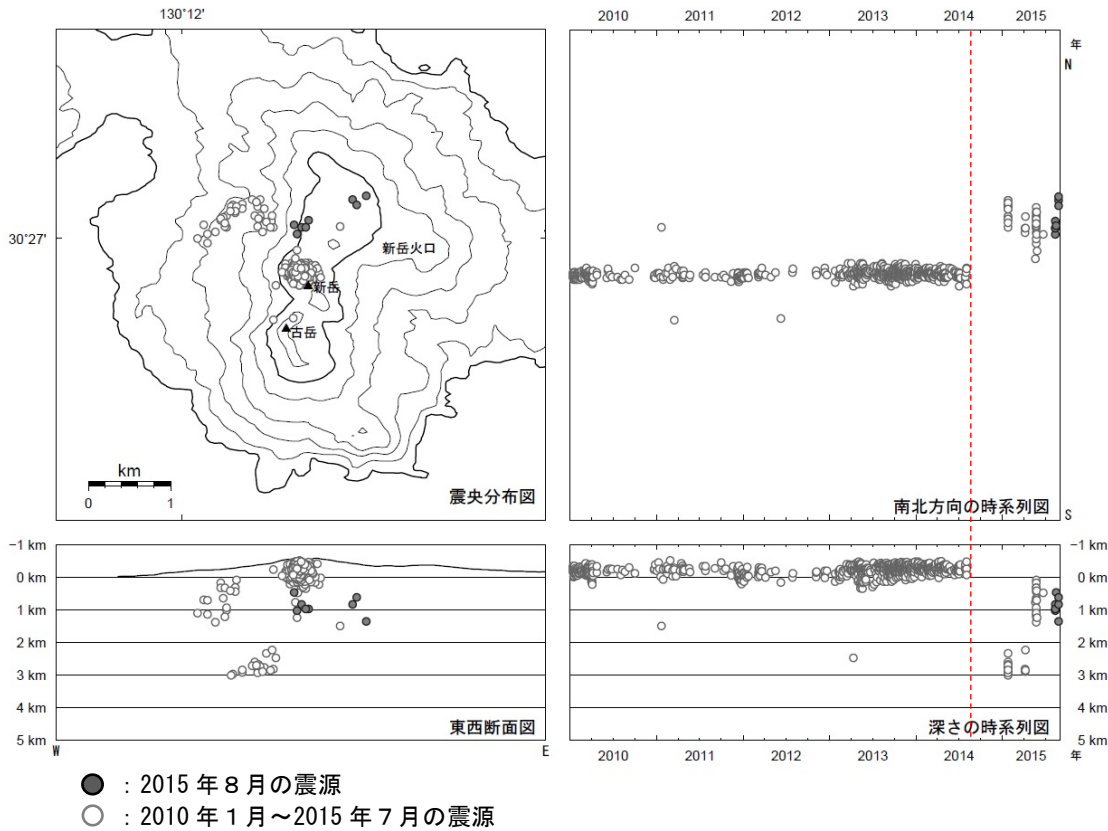 130°12′
2010 2011 2012 2013 2014 2015
年
N
30°27′
新岳火口
新岳
古岳
km
0 1
震央分布図
南北方向の時系列図
S
-1 km
0 km
1 km
2 km
3 km
4 km
5 km
東西断面図
W E
-1 km
0 km
1 km
2 km
3 km
4 km
5 km
深さの時系列図
2010 2011 2012 2013 2014 2015
年
：2015 年８月の震源
：2010 年１月～2015 年７月の震源